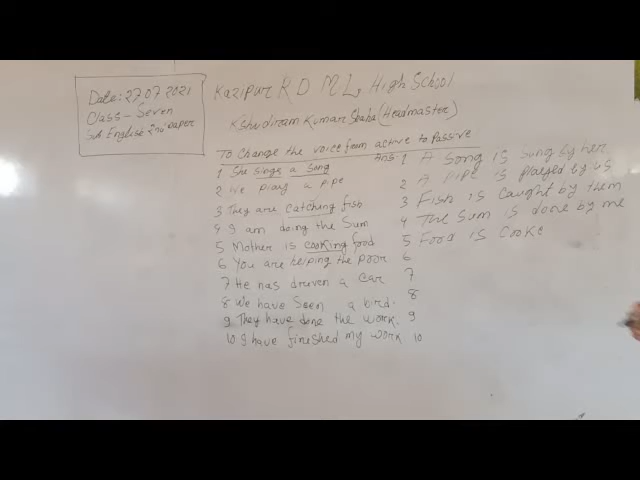 Date: 27.07.2021
Class - Seven
Sub English 2nd paper
Kazipur R D M L High School
Kshudiram Kumar Shaha (Headmaster)
To Change the voice from active to Passive
1 She sings a song
2 We play a pipe
3 They are catching fish
4 I am doing the Sum
5 Mother is cooking food
6 You are helping the poor
7 He has driven a car
8 We have seen a bird.
9 They have done the work.
10 I have finished my work
Ans 1 A Song is sung by her
2 A pipe is played by us
3 Fish is caught by them
4 The Sum is done by me
5 Food is cooke
6
7
8
9
10